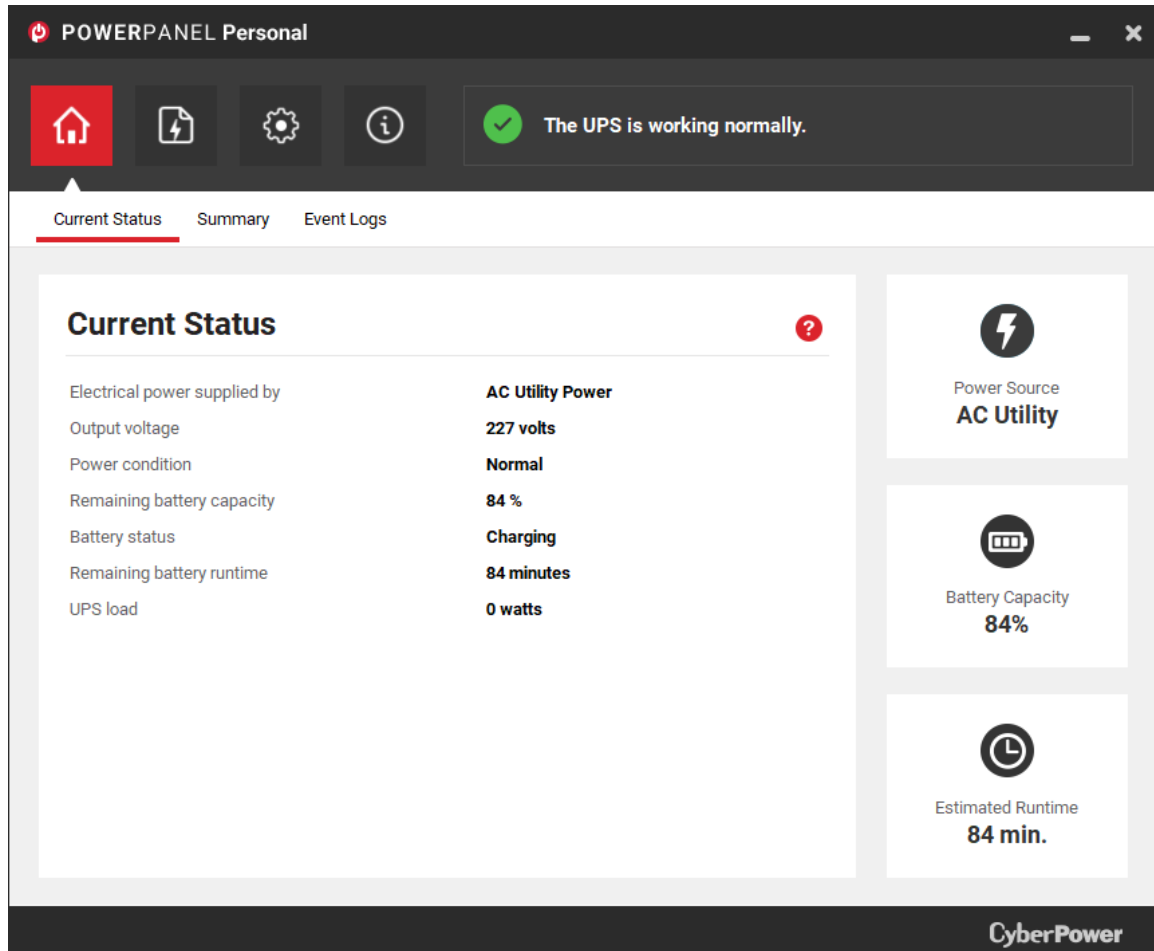 POWERPANEL Personal
The UPS is working normally.
Current Status Summary Event Logs
Current Status
Electrical power supplied by AC Utility Power
Output voltage 227 volts
Power condition Normal
Remaining battery capacity 84 %
Battery status Charging
Remaining battery runtime 84 minutes
UPS load 0 watts
Power Source
AC Utility
Battery Capacity
84%
Estimated Runtime
84 min.
CyberPower